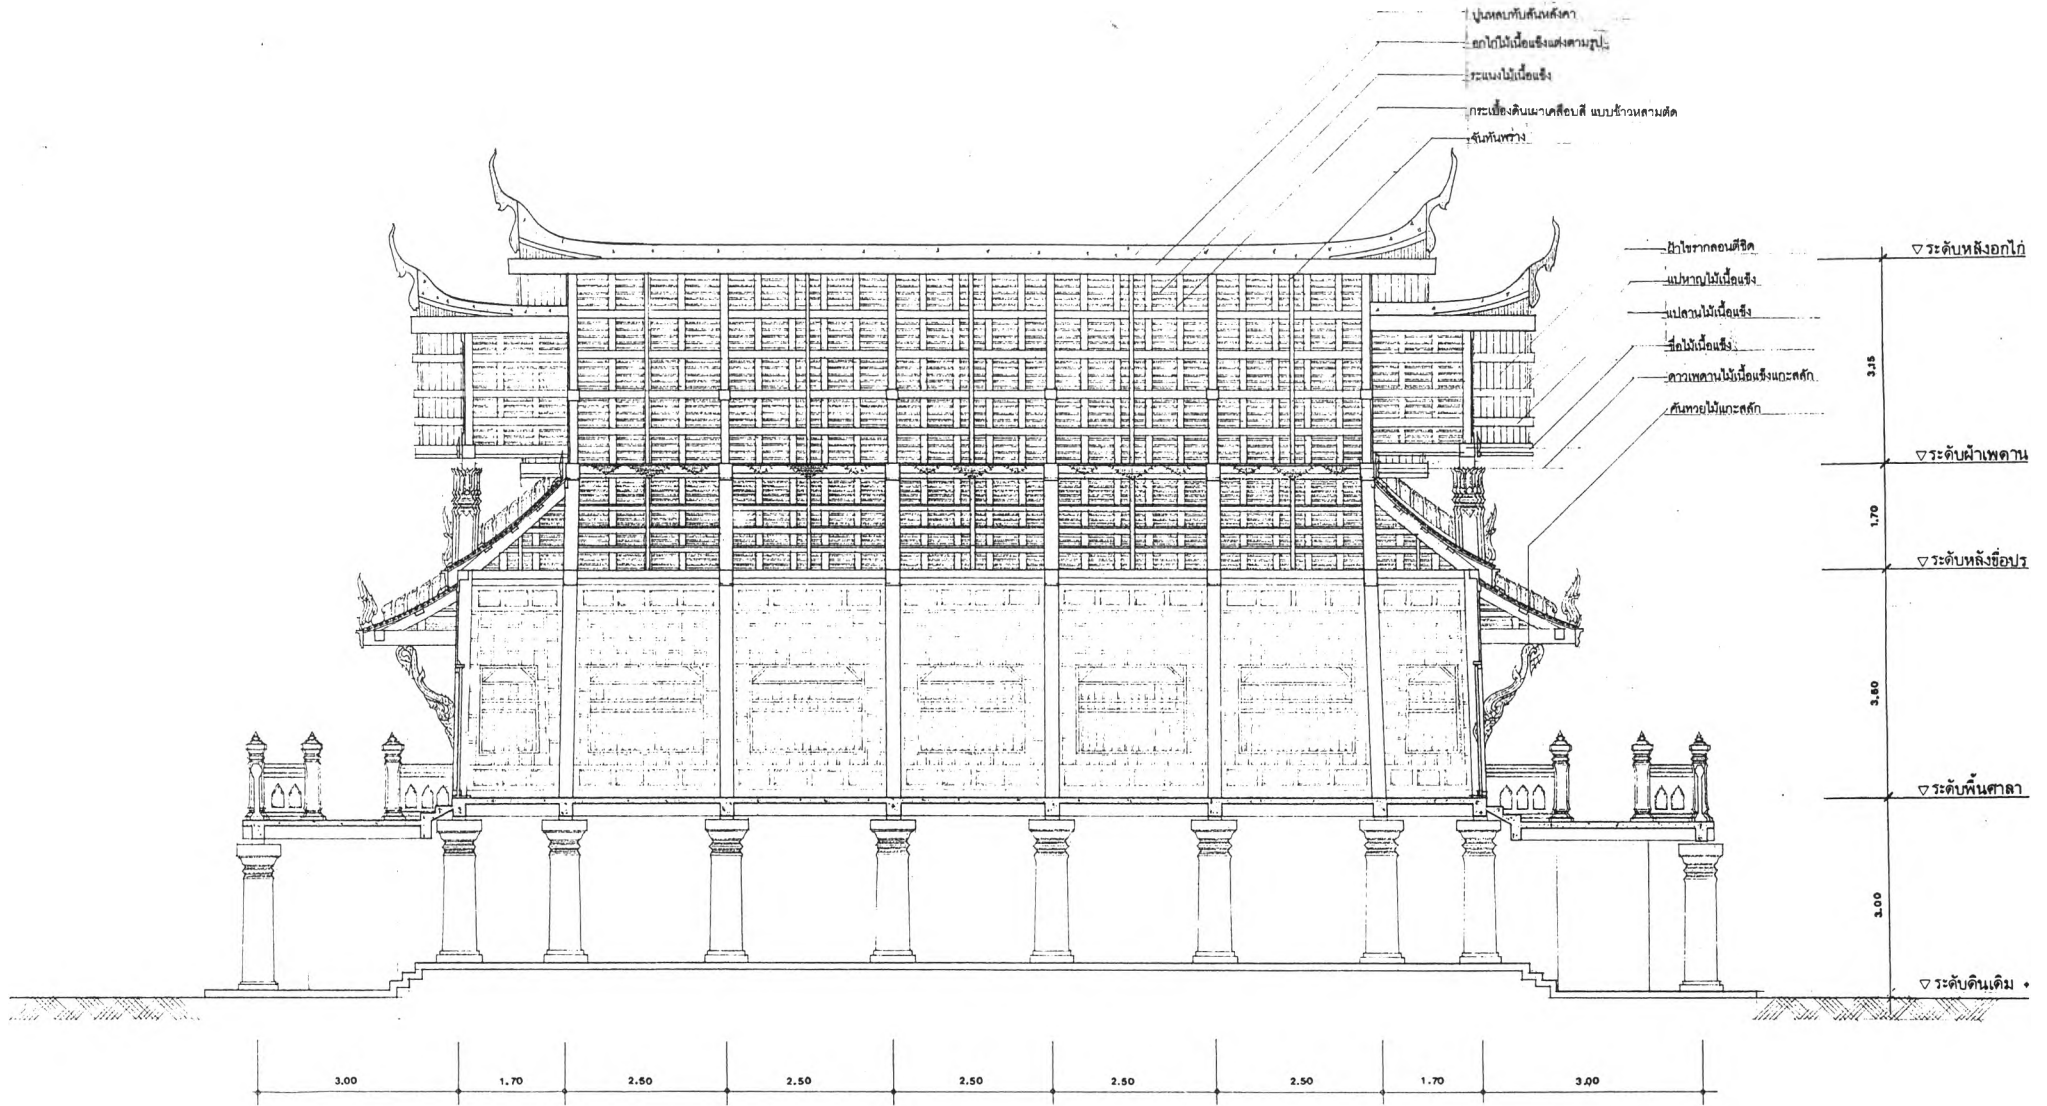 ปูนหลบทับสันหลังคา
อกไก่ไม้เนื้อแข็งแต่งตามรูป
ระแนงไม้เนื้อแข็ง
กระเบื้องดินเผาเคลือบสี แบบข้าวหลามตัด
จันทันพราง
ฝ้าไขรากลอนตีชิด
แปหาญไม้เนื้อแข็ง
แปลานไม้เนื้อแข็ง
ขื่อไม้เนื้อแข็ง
ดาวเพดานไม้เนื้อแข็งแกะสลัก
คันทวยไม้แกะสลัก
▽ ระดับหลังอกไก่
3.15
▽ ระดับฝ้าเพดาน
1.70
▽ ระดับหลังขื่อปร
3.60
▽ ระดับพื้นศาลา
3.00
▽ ระดับดินเดิม
3.00 1.70 2.50 2.50 2.50 2.50 2.50 1.70 3.00